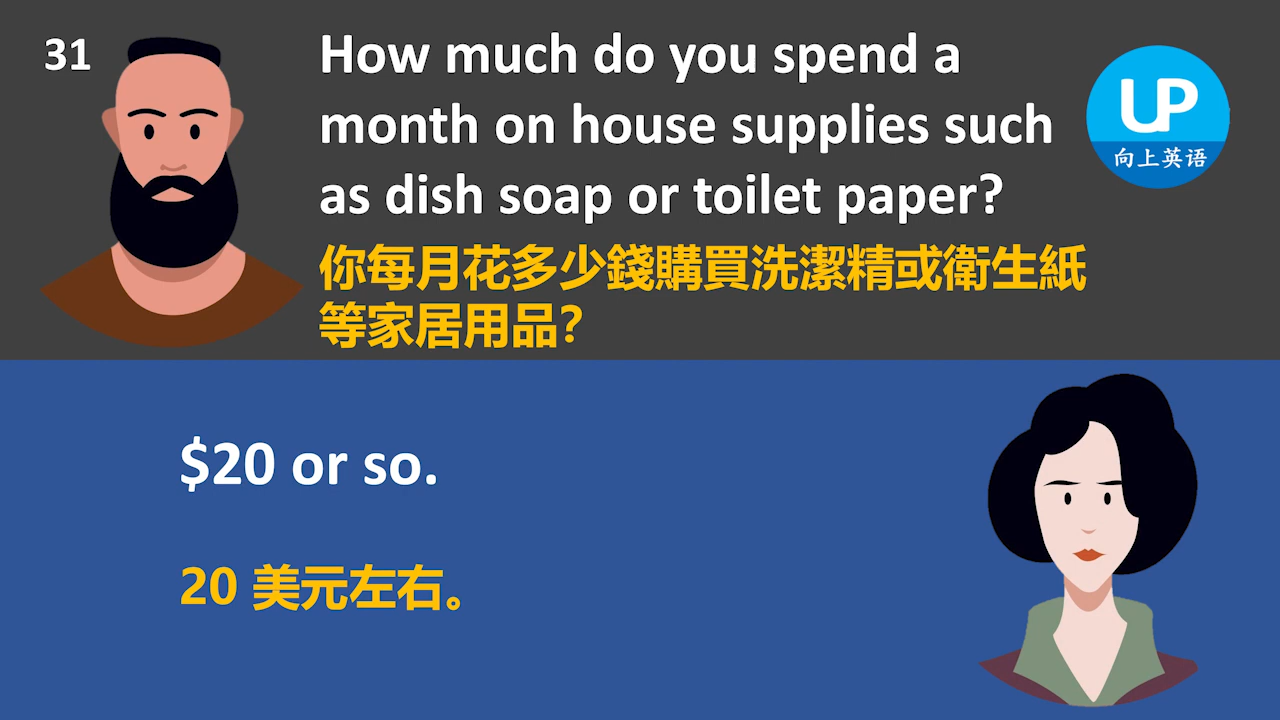 31
How much do you spend a
month on house supplies such
as dish soap or toilet paper?
你每月花多少錢購買洗潔精或衛生紙
等家居用品?
UP
向上英语
$20 or so.
20 美元左右。